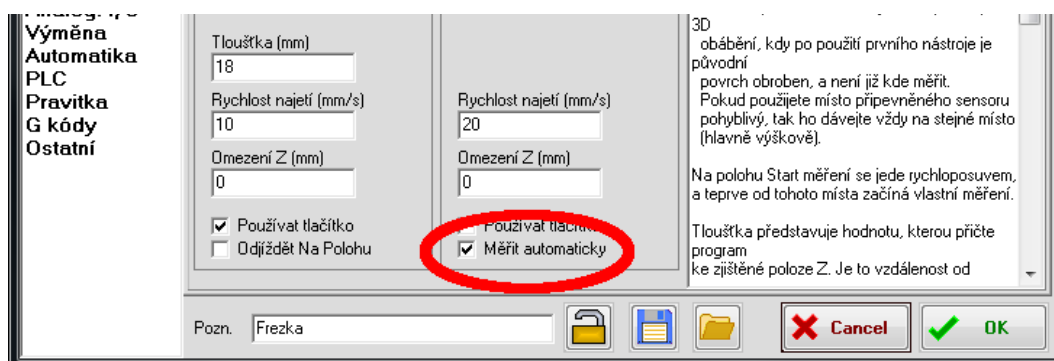 Výměna
Automatika
PLC
Pravitka
G kódy
Ostatní
Tloušťka (mm)
18
Rychlost najetí (mm/s)
10
Omezení Z (mm)
0
Používat tlačítko
Odjíždět Na Polohu
Rychlost najetí (mm/s)
20
Omezení Z (mm)
0
Používat
Měřit automaticky
3D
obábění, kdy po použití prvního nástroje je
původní
povrch obroben, a není již kde měřit.
Pokud použijete místo připevněného sensoru
pohyblivý, tak ho dávejte vždy na stejné místo
(hlavně výškově).
Na polohu Start měření se jede rychloposuvem,
a teprve od tohoto místa začíná vlastní měření.
Tloušťka představuje hodnotu, kterou přičte
program
ke zjištěné poloze Z. Je to vzdálenost od
Pozn.
Frezka
Cancel
OK